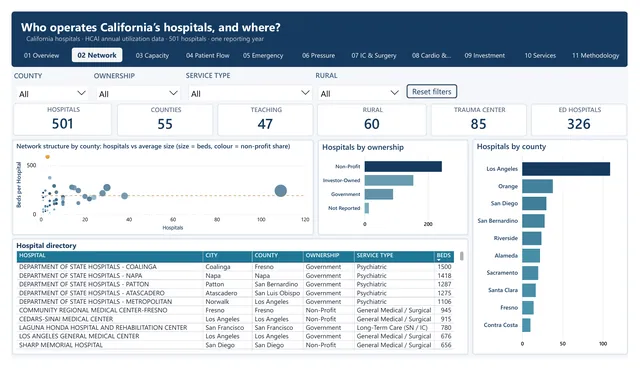 Who operates California's hospitals, and where?
California hospitals · HCAI annual utilization data · 501 hospitals · one reporting year
01 Overview 02 Network 03 Capacity 04 Patient Flow 05 Emergency 06 Pressure 07 IC & Surgery 08 Cardio &... 09 Investment 10 Services 11 Methodology
COUNTY OWNERSHIP SERVICE TYPE RURAL
All All All All Reset filters
HOSPITALS COUNTIES TEACHING RURAL TRAUMA CENTER ED HOSPITALS
501 55 47 60 85 326
Network structure by county: hospitals vs average size (size = beds, colour = non-profit share)
Beds per Hospital
500
0
0 20 40 60 80 100 120
Hospitals
Hospitals by ownership
Non-Profit
Investor-Owned
Government
Not Reported
0 200
Hospitals by county
Los Angeles
Orange
San Diego
San Bernardino
Riverside
Alameda
Sacramento
Santa Clara
Fresno
Contra Costa
0 100
Hospital directory
HOSPITAL CITY COUNTY OWNERSHIP SERVICE TYPE BEDS
DEPARTMENT OF STATE HOSPITALS - COALINGA Coalinga Fresno Government Psychiatric 1500
DEPARTMENT OF STATE HOSPITALS - NAPA Napa Napa Government Psychiatric 1418
DEPARTMENT OF STATE HOSPITALS - PATTON Patton San Bernardino Government Psychiatric 1287
DEPARTMENT OF STATE HOSPITALS - ATASCADERO Atascadero San Luis Obispo Government Psychiatric 1275
DEPARTMENT OF STATE HOSPITALS - METROPOLITAN Norwalk Los Angeles Government Psychiatric 1106
COMMUNITY REGIONAL MEDICAL CENTER-FRESNO Fresno Fresno Non-Profit General Medical / Surgical 945
CEDARS-SINAI MEDICAL CENTER Los Angeles Los Angeles Non-Profit General Medical / Surgical 915
LAGUNA HONDA HOSPITAL AND REHABILITATION CENTER San Francisco San Francisco Government Long-Term Care (SN / IC) 780
LOS ANGELES GENERAL MEDICAL CENTER Los Angeles Los Angeles Government General Medical / Surgical 676
SHARP MEMORIAL HOSPITAL San Diego San Diego Non-Profit General Medical / Surgical 656